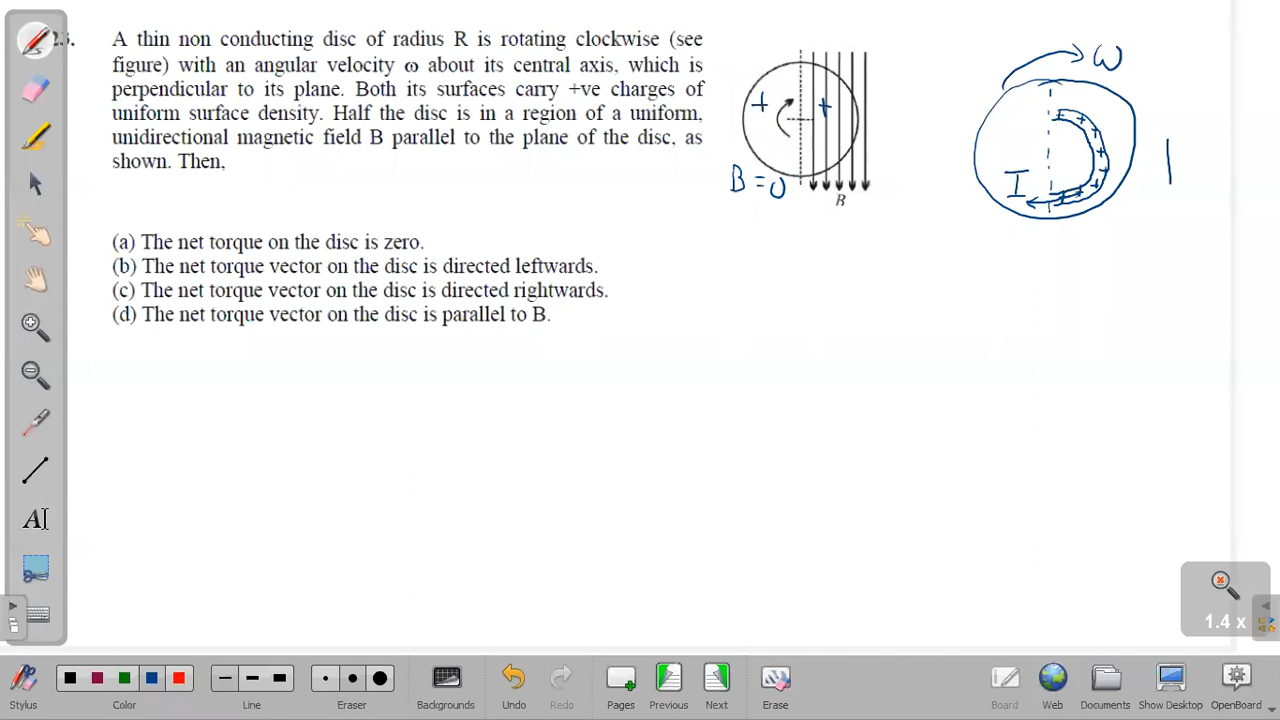 23. A thin non conducting disc of radius R is rotating clockwise (see
figure) with an angular velocity ω about its central axis, which is
perpendicular to its plane. Both its surfaces carry +ve charges of
uniform surface density. Half the disc is in a region of a uniform,
unidirectional magnetic field B parallel to the plane of the disc, as
shown. Then,
(a) The net torque on the disc is zero.
(b) The net torque vector on the disc is directed leftwards.
(c) The net torque vector on the disc is directed rightwards.
(d) The net torque vector on the disc is parallel to B.
+ +
B = 0
B
ω
+ + + + + + + +
I
1.4 x
Stylus
Color
Line
Eraser
Backgrounds
Undo
Redo
Pages
Previous
Next
Erase
Board
Web
Documents
Show Desktop
OpenBoard